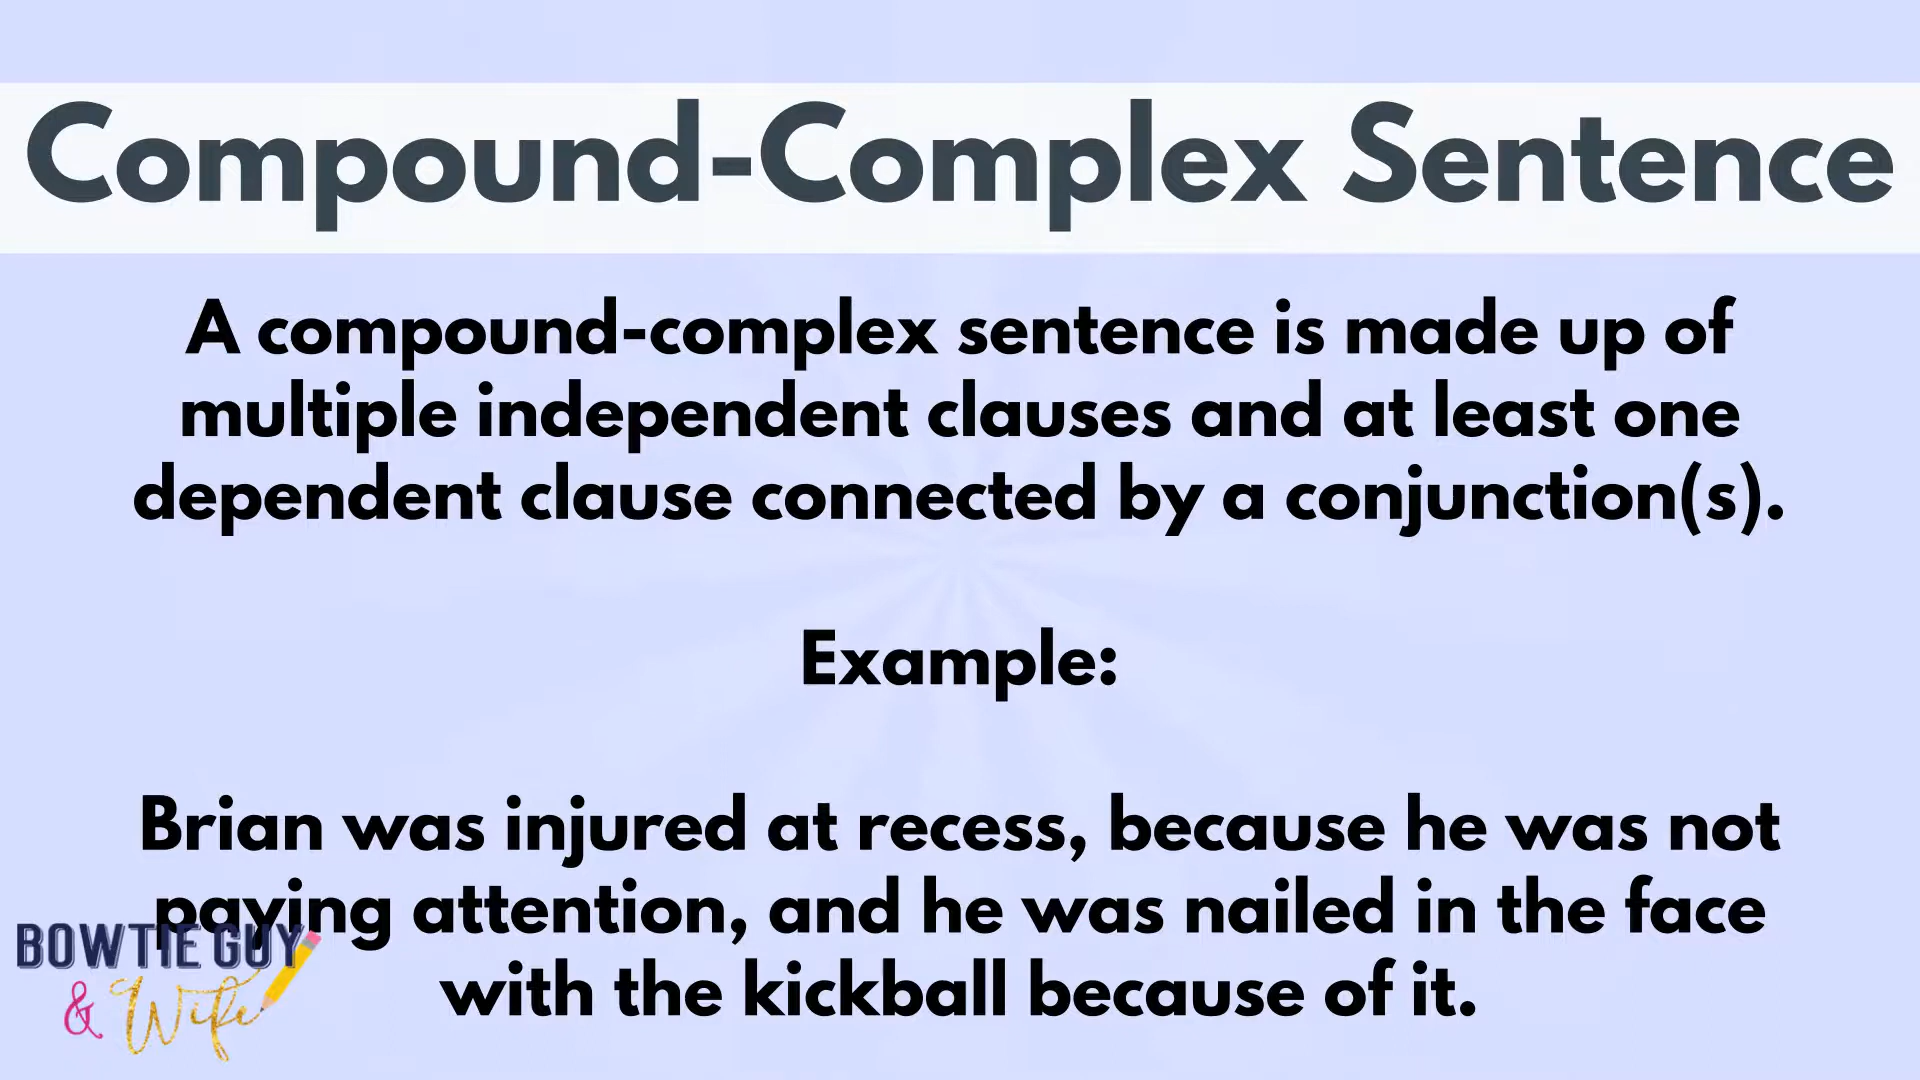 Compound-Complex Sentence
A compound-complex sentence is made up of
multiple independent clauses and at least one
dependent clause connected by a conjunction(s).
Example:
Brian was injured at recess, because he was not
paying attention, and he was nailed in the face
with the kickball because of it.
BOWTIE GUY
& Wife